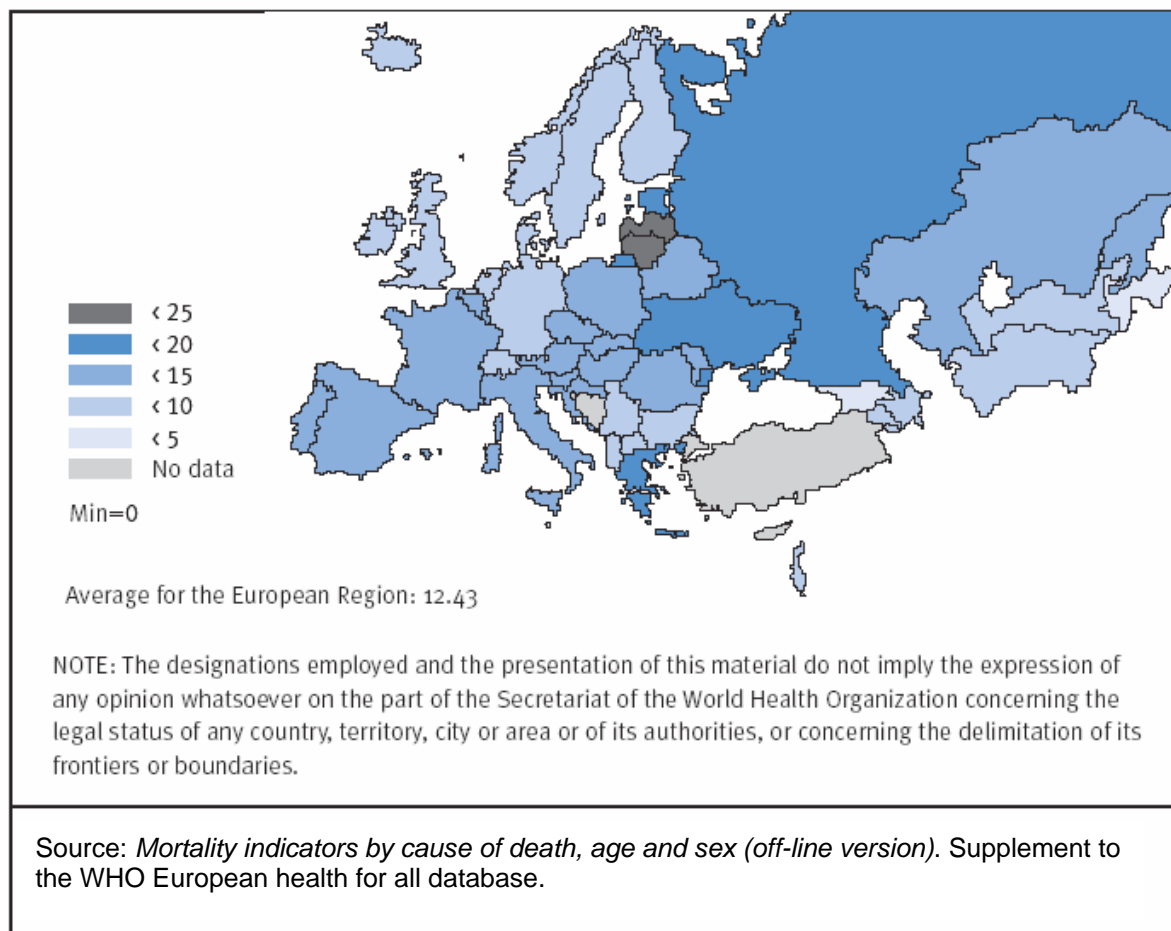 ‹ 25
‹ 20
‹ 15
‹ 10
‹ 5
No data
Min=0
Average for the European Region: 12.43
NOTE: The designations employed and the presentation of this material do not imply the expression of
any opinion whatsoever on the part of the Secretariat of the World Health Organization concerning the
legal status of any country, territory, city or area or of its authorities, or concerning the delimitation of its
frontiers or boundaries.
Source: Mortality indicators by cause of death, age and sex (off-line version). Supplement to
the WHO European health for all database.